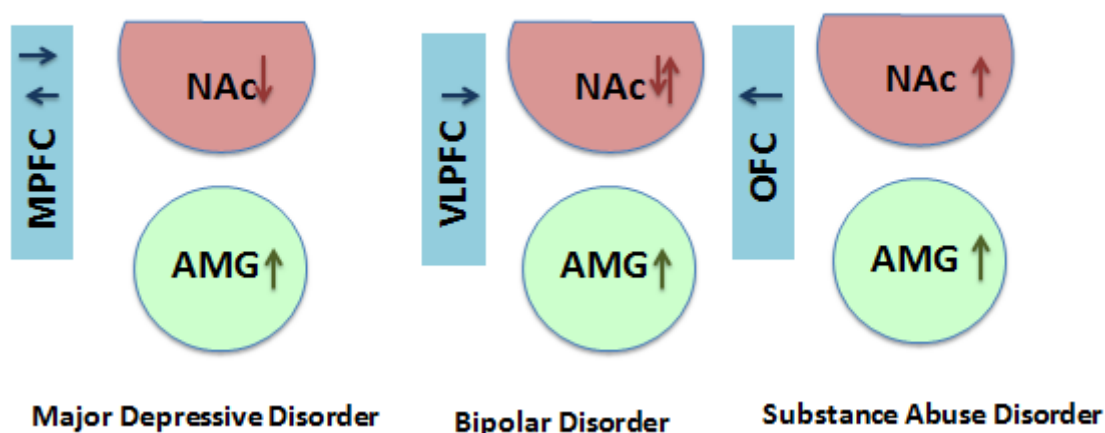 MPFC
NAc
AMG
Major Depressive Disorder
VLPFC
NAc
AMG
Bipolar Disorder
OFC
NAc
AMG
Substance Abuse Disorder